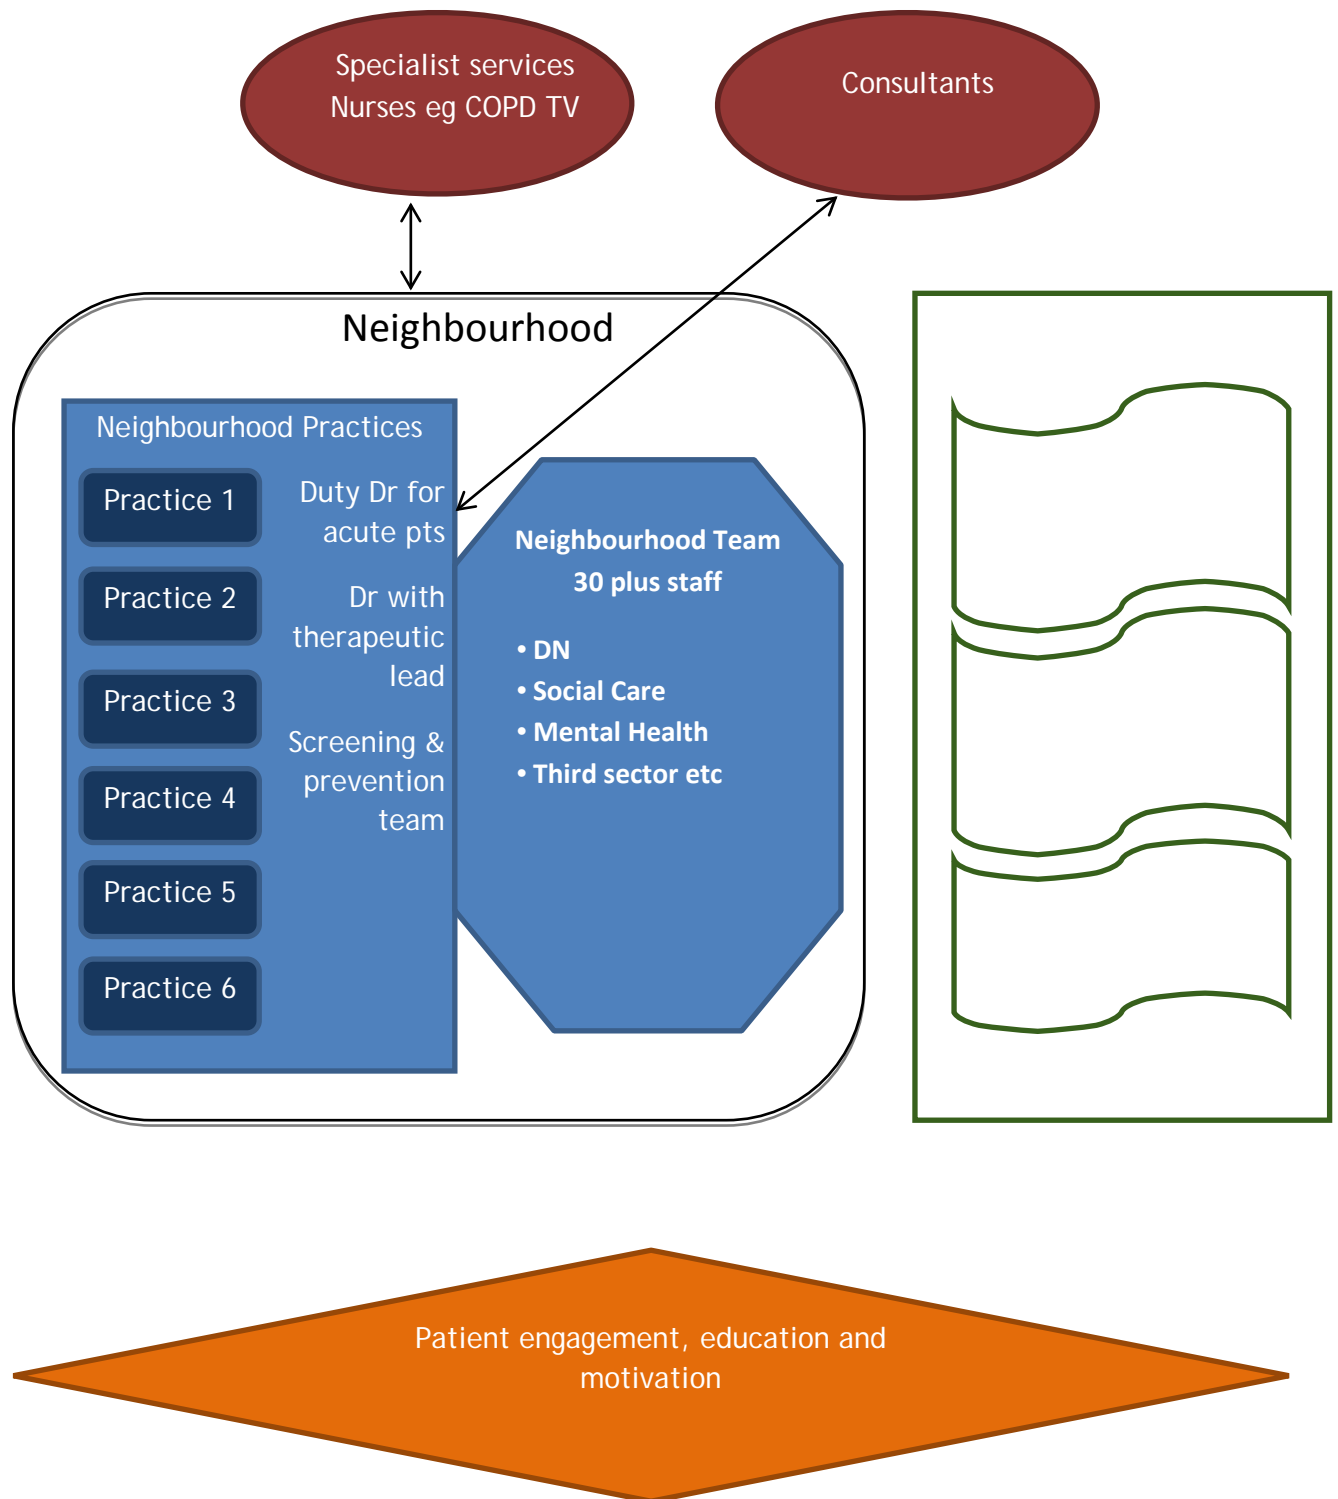 Specialist services
Nurses eg COPD TV
Consultants
Neighbourhood
Neighbourhood Practices
Practice 1
Practice 2
Practice 3
Practice 4
Practice 5
Practice 6
Duty Dr for
acute pts
Dr with
therapeutic
lead
Screening &
prevention
team
Neighbourhood Team
30 plus staff
• DN
• Social Care
• Mental Health
• Third sector etc
Patient engagement, education and
motivation